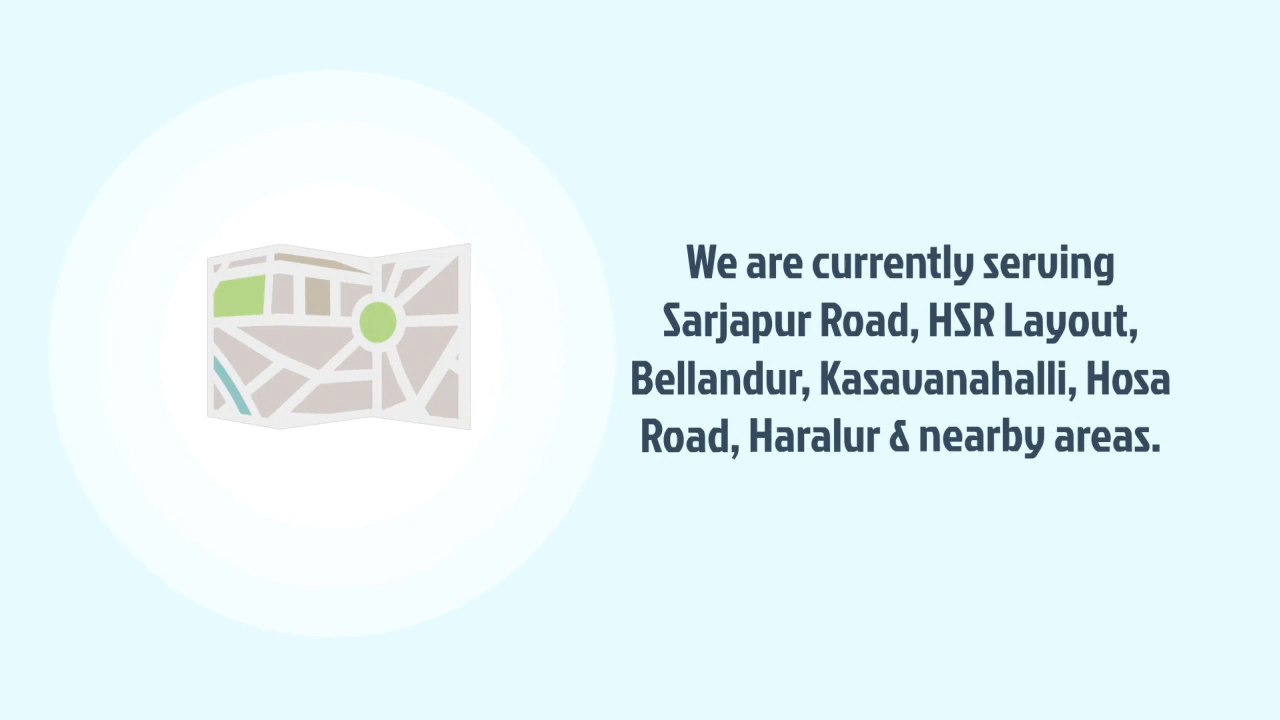 We are currently serving
Sarjapur Road, HSR Layout,
Bellandur, Kasavanahalli, Hosa
Road, Haralur & nearby areas.